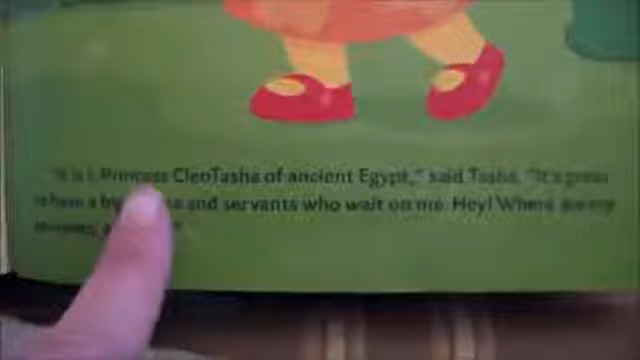 "It is I, Princess CleoTasha of ancient Egypt," said Tasha. "It's great
to have a and servants who wait on me. Hey! Where are my
servants,